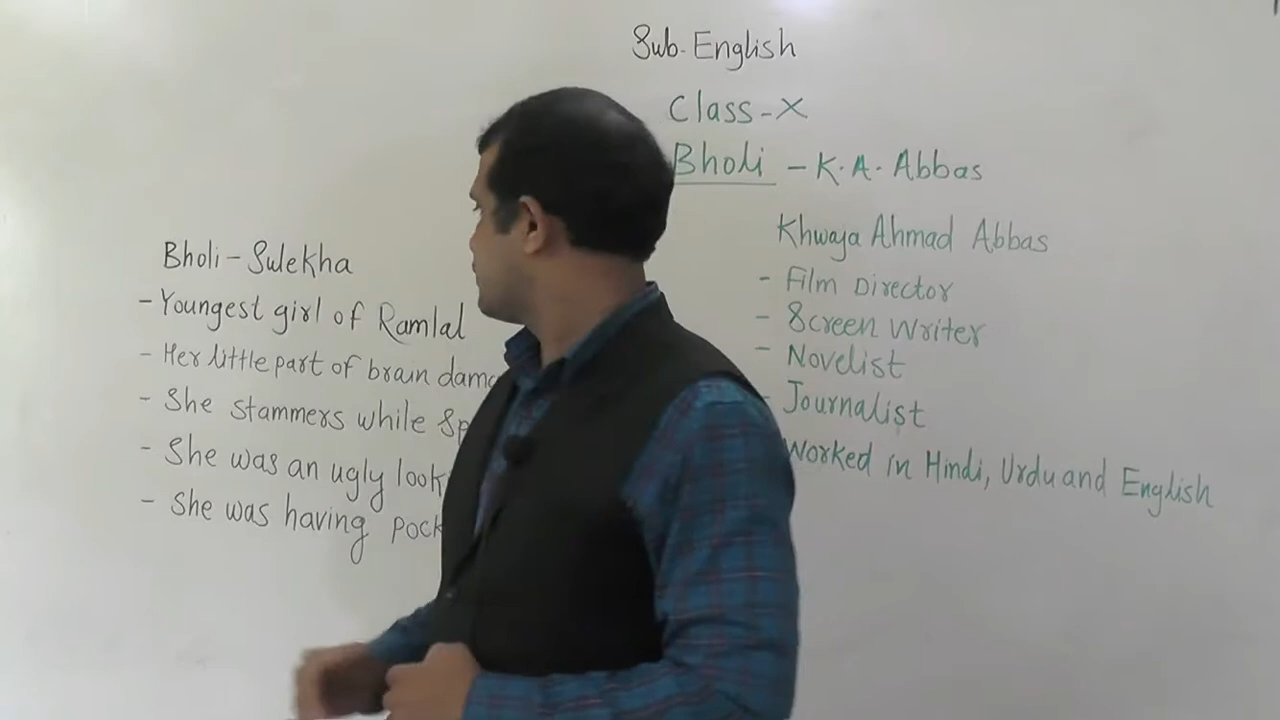 Sub. English
Class - X
Bholi - K. A. Abbas
Khwaja Ahmad Abbas
- Film Director
- Screen Writer
- Novelist
- Journalist
Worked in Hindi, Urdu and English
Bholi - Sulekha
- Youngest girl of Ramlal
- Her little part of brain
- She stammers while
- She was an ugly
- She was having